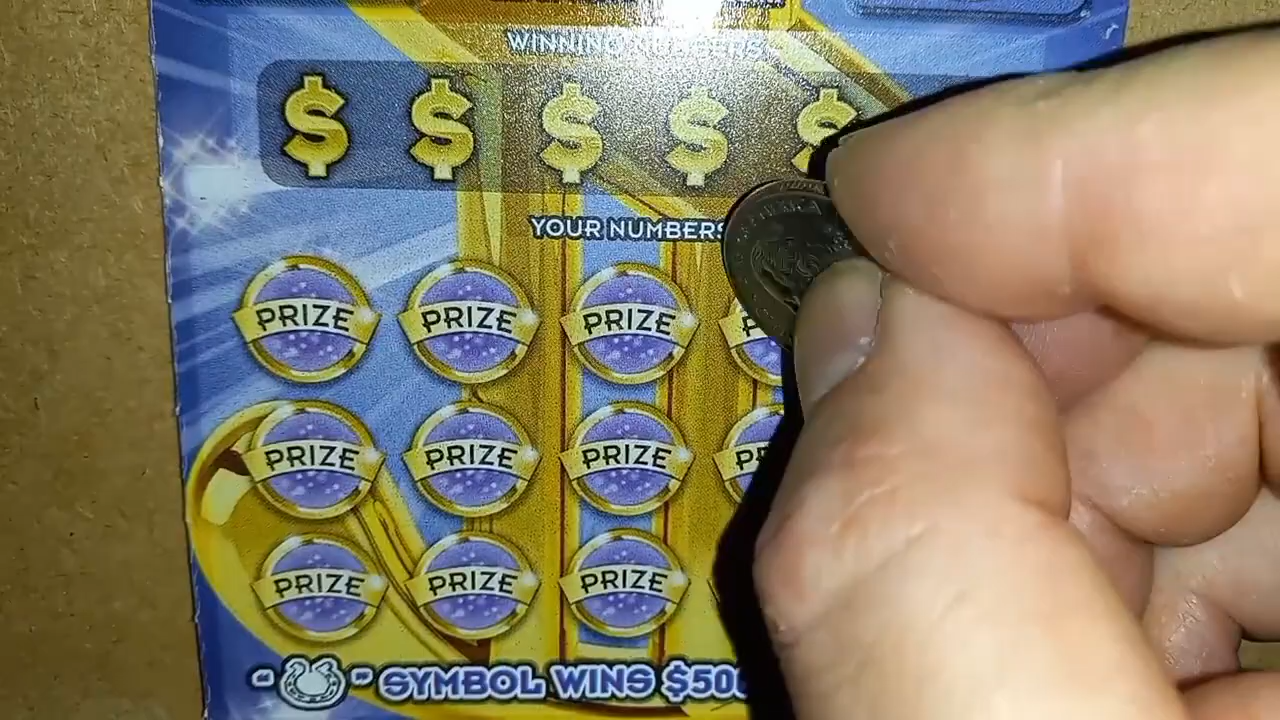 WINNING NUMBERS
$ $ $ $ $
YOUR NUMBERS
PRIZE PRIZE PRIZE
PRIZE PRIZE PRIZE
PRIZE PRIZE PRIZE
“ ” SYMBOL WINS $500